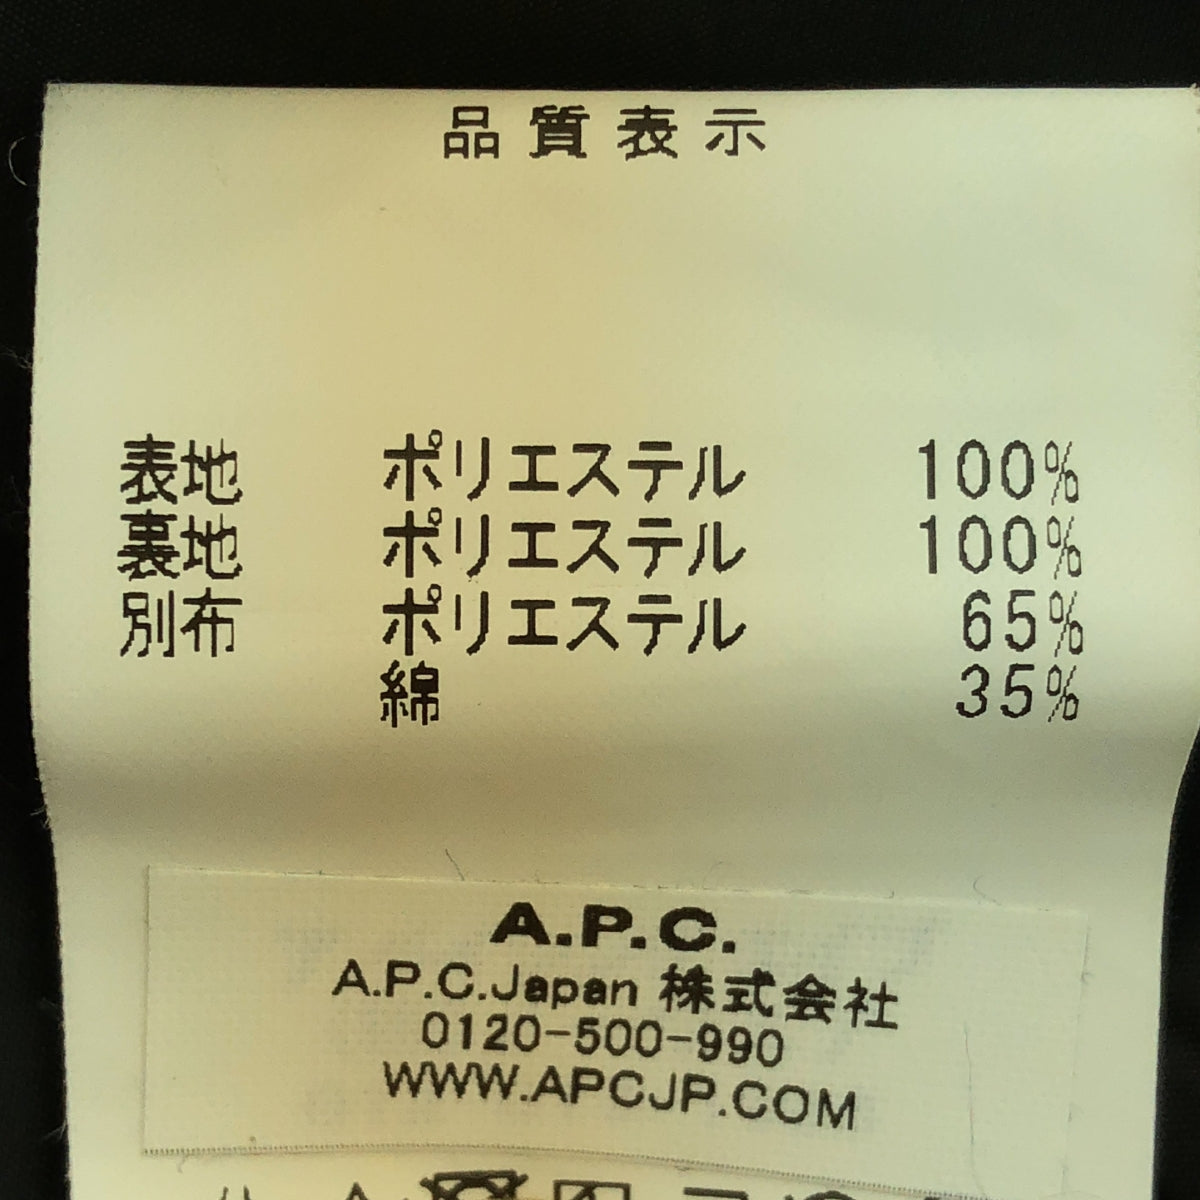 品質表示
表地 ポリエステル 100%
裏地 ポリエステル 100%
別布 ポリエステル 65%
綿 35%
A.P.C.
A.P.C.Japan 株式会社
0120-500-990
WWW.APCJP.COM